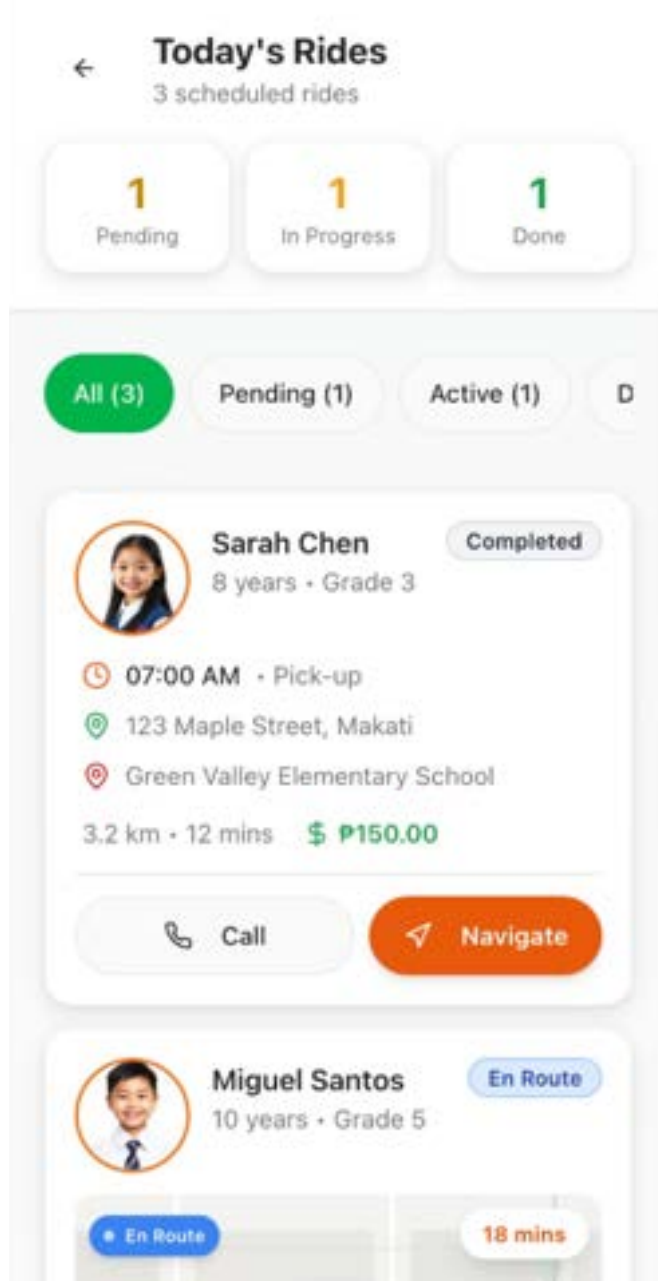 Today's Rides
3 scheduled rides
1 1 1
Pending In Progress Done
All (3) Pending (1) Active (1) D
Sarah Chen Completed
8 years • Grade 3
07:00 AM • Pick-up
123 Maple Street, Makati
Green Valley Elementary School
3.2 km • 12 mins $ ₱150.00
Call Navigate
Miguel Santos En Route
10 years • Grade 5
En Route 18 mins